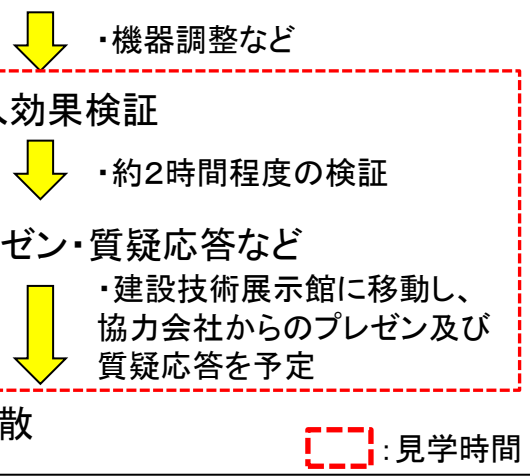 ・機器調整など
効果検証
・約2時間程度の検証
ゼン・質疑応答など
・建設技術展示館に移動し、
協力会社からのプレゼン及び
質疑応答を予定
散
：見学時間